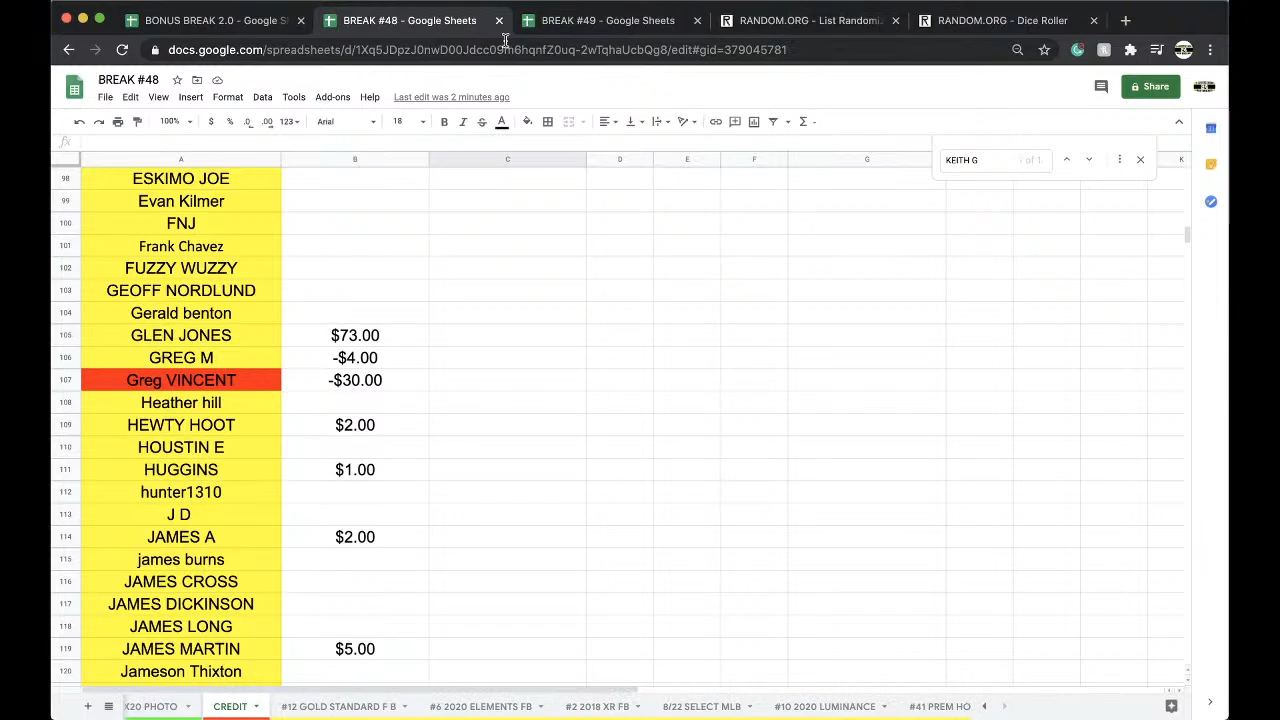 BONUS BREAK 2.0 - Google S
BREAK #48 - Google Sheets
BREAK #49 - Google Sheets
RANDOM.ORG - List Randomi
RANDOM.ORG - Dice Roller
docs.google.com/spreadsheets/d/1Xq5JDpzJ0nwD00Jdcc09m6hqnfZ0uq-2wTqhaUcbQg8/edit#gid=379045781
BREAK #48
File Edit View Insert Format Data Tools Add-ons Help Last edit was 2 minutes ago
Share
100% $ % .0 .00 123 Arial 18 B I S A
fx
KEITH G
A B C D E F G K
98 ESKIMO JOE
99 Evan Kilmer
100 FNJ
101 Frank Chavez
102 FUZZY WUZZY
103 GEOFF NORDLUND
104 Gerald benton
105 GLEN JONES $73.00
106 GREG M -$4.00
107 Greg VINCENT -$30.00
108 Heather hill
109 HEWTY HOOT $2.00
110 HOUSTIN E
111 HUGGINS $1.00
112 hunter1310
113 J D
114 JAMES A $2.00
115 james burns
116 JAMES CROSS
117 JAMES DICKINSON
118 JAMES LONG
119 JAMES MARTIN $5.00
120 Jameson Thixton
X20 PHOTO CREDIT #12 GOLD STANDARD F B #6 2020 ELEMENTS FB #2 2018 XR FB 8/22 SELECT MLB #10 2020 LUMINANCE #41 PREM HO